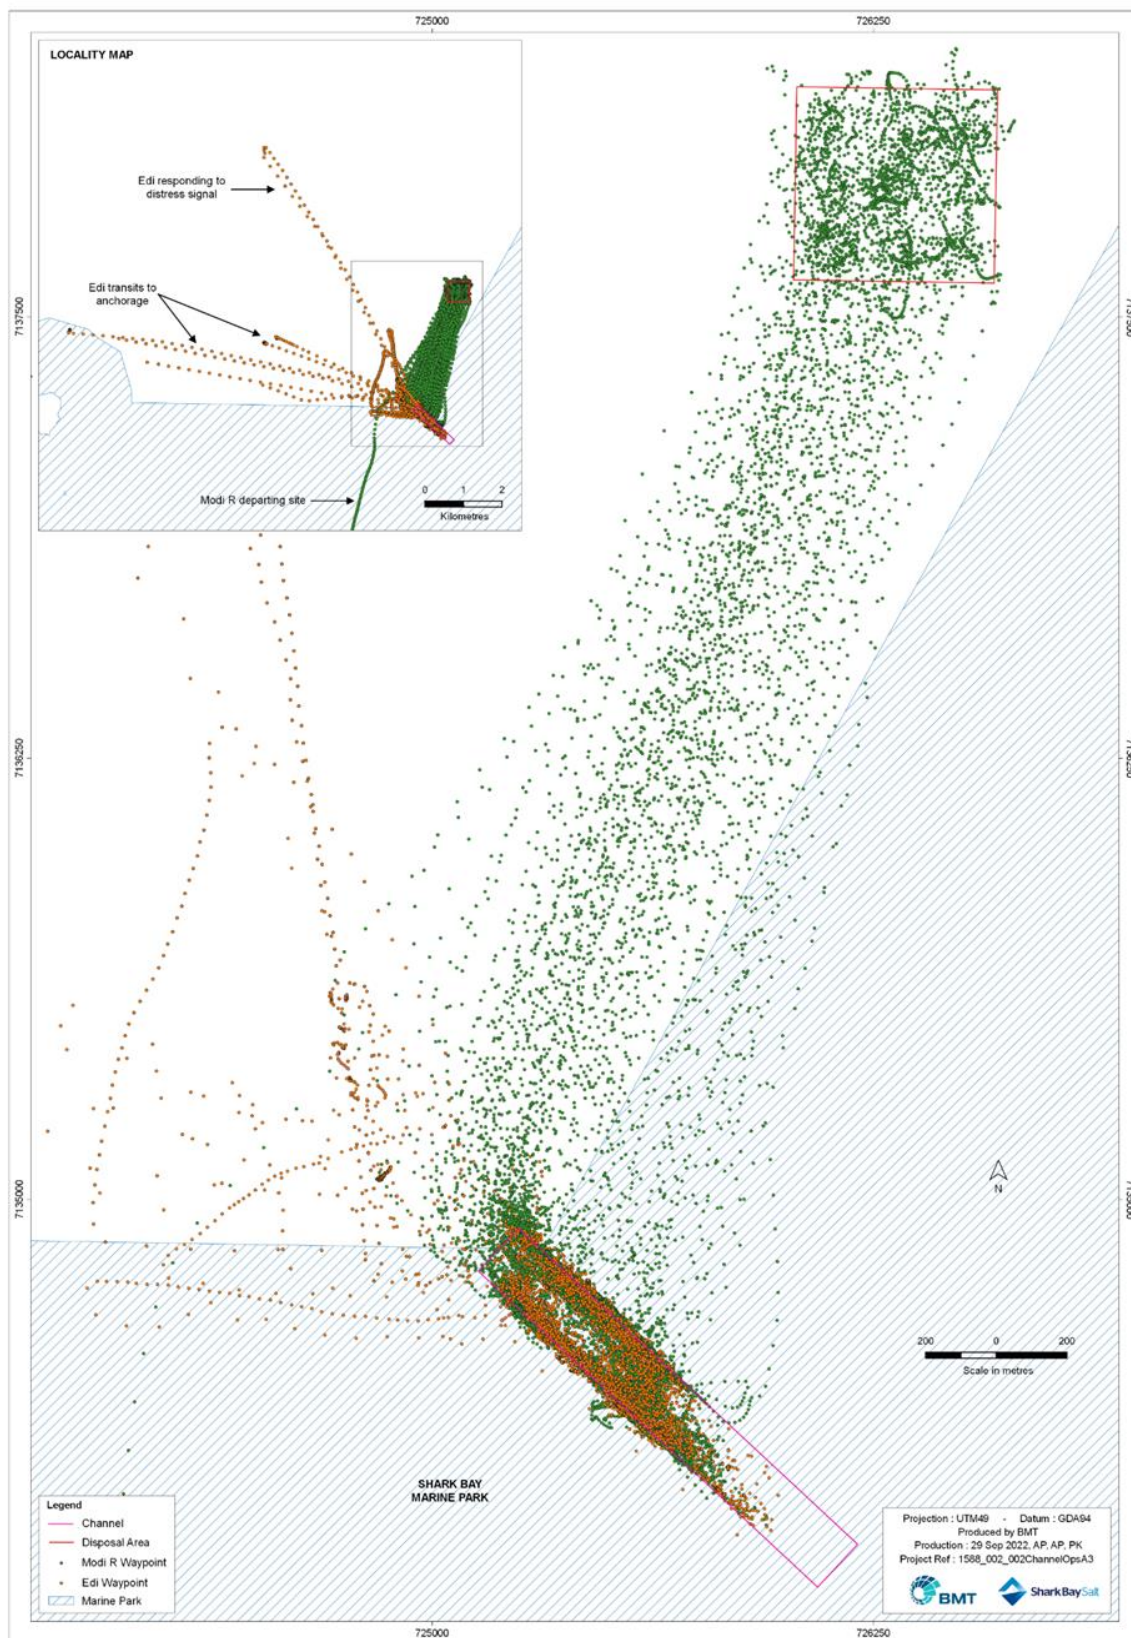 725000
726250
LOCALITY MAP
Edi responding to
distress signal
Edi transits to
anchorage
Modi R departing site
0 1 2
Kilometres
7137500
7137500
7136250
7136250
7135000
7135000
N
200 0 200
Scale in metres
SHARK BAY
MARINE PARK
Legend
Channel
Disposal Area
Modi R Waypoint
Edi Waypoint
Marine Park
Projection : UTM49 - Datum : GDA94
Produced by BMT
Production : 29 Sep 2022, AP, AP, PK
Project Ref : 1588_002_002ChannelOpsA3
BMT
SharkBaySalt
725000
726250